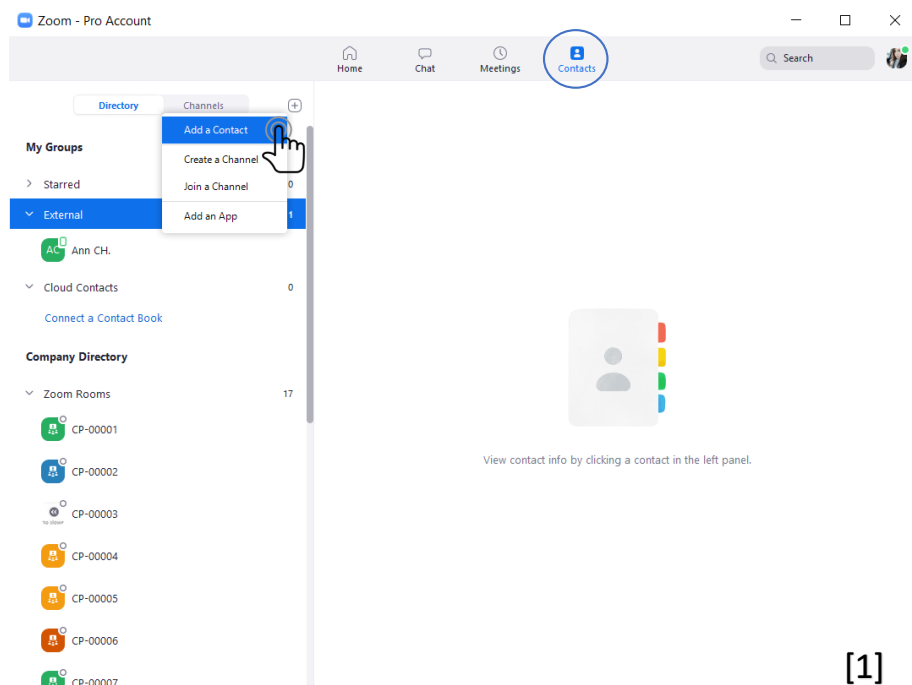 Zoom - Pro Account
Home Chat Meetings Contacts Search
Directory Channels
Add a Contact
My Groups
Create a Channel
Starred 0
Join a Channel
External 1
Add an App
AC Ann CH.
Cloud Contacts 0
Connect a Contact Book
Company Directory
Zoom Rooms 17
CP-00001
CP-00002
CP-00003
CP-00004
CP-00005
CP-00006
CP-00007
View contact info by clicking a contact in the left panel.
[1]